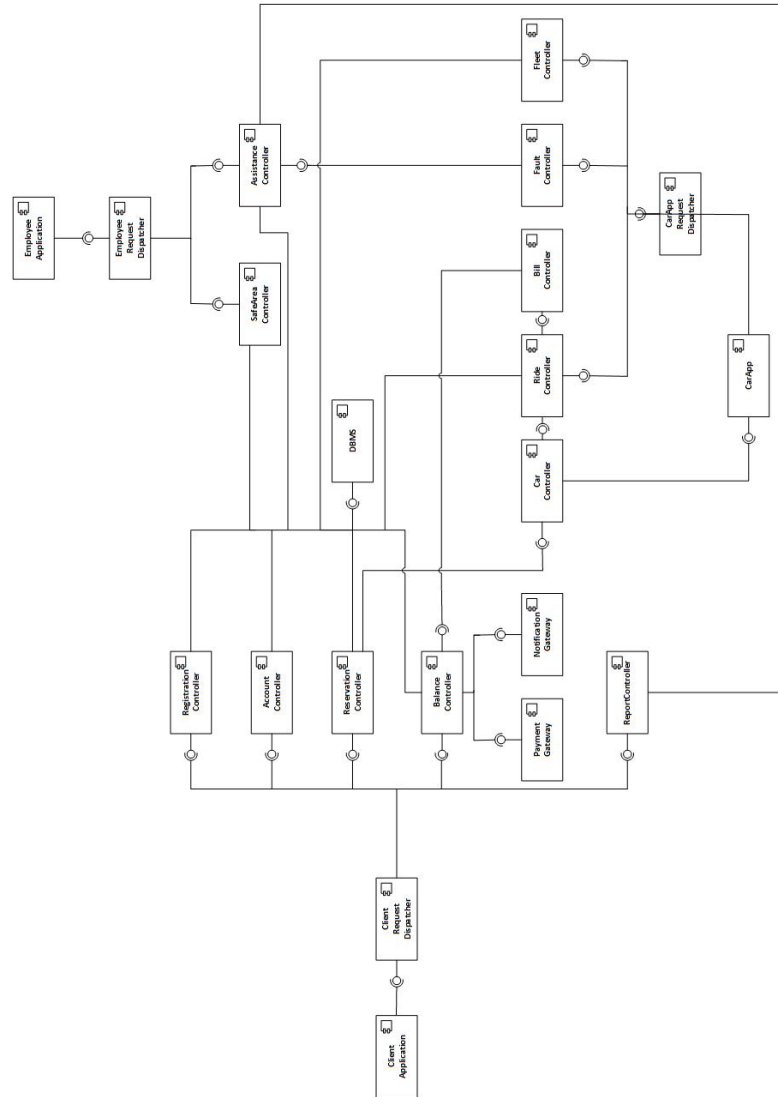 Employee
Application
Employee
Request
Dispatcher
SafeArea
Controller
Assistance
Controller
Fleet
Controller
Fault
Controller
CarApp
Request
Dispatcher
Bill
Controller
Ride
Controller
CarApp
DBMS
Car
Controller
Registration
Controller
Account
Controller
Reservation
Controller
Balance
Controller
Notification
Gateway
Payment
Gateway
ReportController
Client
Request
Dispatcher
Client
Application